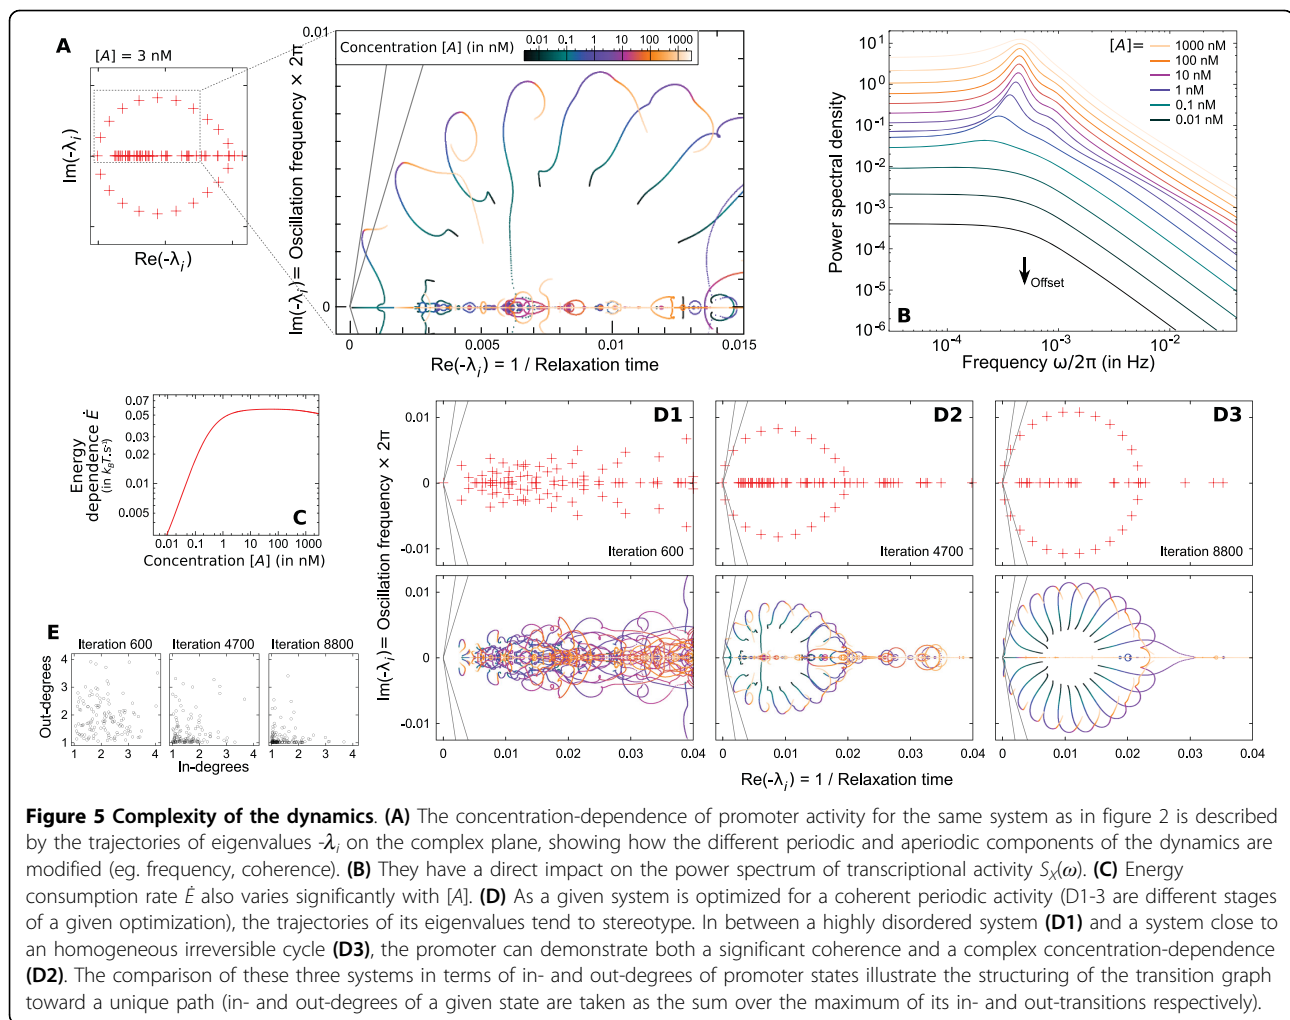 A
[A] = 3 nM
Im(-λi)
Re(-λi)
Im(-λi)= Oscillation frequency × 2π
0.01
0
Concentration [A] (in nM)
0.01 0.1 1 10 100 1000
0 0.005 0.01 0.015
Re(-λi) = 1 / Relaxation time
Power spectral density
10^1
10^0
10^-1
10^-2
10^-3
10^-4
10^-5
10^-6
[A]=
1000 nM
100 nM
10 nM
1 nM
0.1 nM
0.01 nM
Offset
B
10^-4 10^-3 10^-2
Frequency ω/2π (in Hz)
Energy
dependence Ė
(in kBT.s-1)
0.07
0.05
0.03
0.01
0.005
C
0.01 0.1 1 10 100 1000
Concentration [A] (in nM)
Im(-λi)= Oscillation frequency × 2π
0.01
0
-0.01
D1
Iteration 600
D2
Iteration 4700
D3
Iteration 8800
0.01
0
-0.01
0 0.01 0.02 0.03 0 0.01 0.02 0.03 0 0.01 0.02 0.03 0.04
Re(-λi) = 1 / Relaxation time
E
Iteration 600 Iteration 4700 Iteration 8800
Out-degrees
4
3
2
1
1 2 3 4 1 2 3 4 1 2 3 4
In-degrees
Figure 5 Complexity of the dynamics. (A) The concentration-dependence of promoter activity for the same system as in figure 2 is described
by the trajectories of eigenvalues -λi on the complex plane, showing how the different periodic and aperiodic components of the dynamics are
modified (eg. frequency, coherence). (B) They have a direct impact on the power spectrum of transcriptional activity SX(ω). (C) Energy
consumption rate Ė also varies significantly with [A]. (D) As a given system is optimized for a coherent periodic activity (D1-3 are different stages
of a given optimization), the trajectories of its eigenvalues tend to stereotype. In between a highly disordered system (D1) and a system close to
an homogeneous irreversible cycle (D3), the promoter can demonstrate both a significant coherence and a complex concentration-dependence
(D2). The comparison of these three systems in terms of in- and out-degrees of promoter states illustrate the structuring of the transition graph
toward a unique path (in- and out-degrees of a given state are taken as the sum over the maximum of its in- and out-transitions respectively).